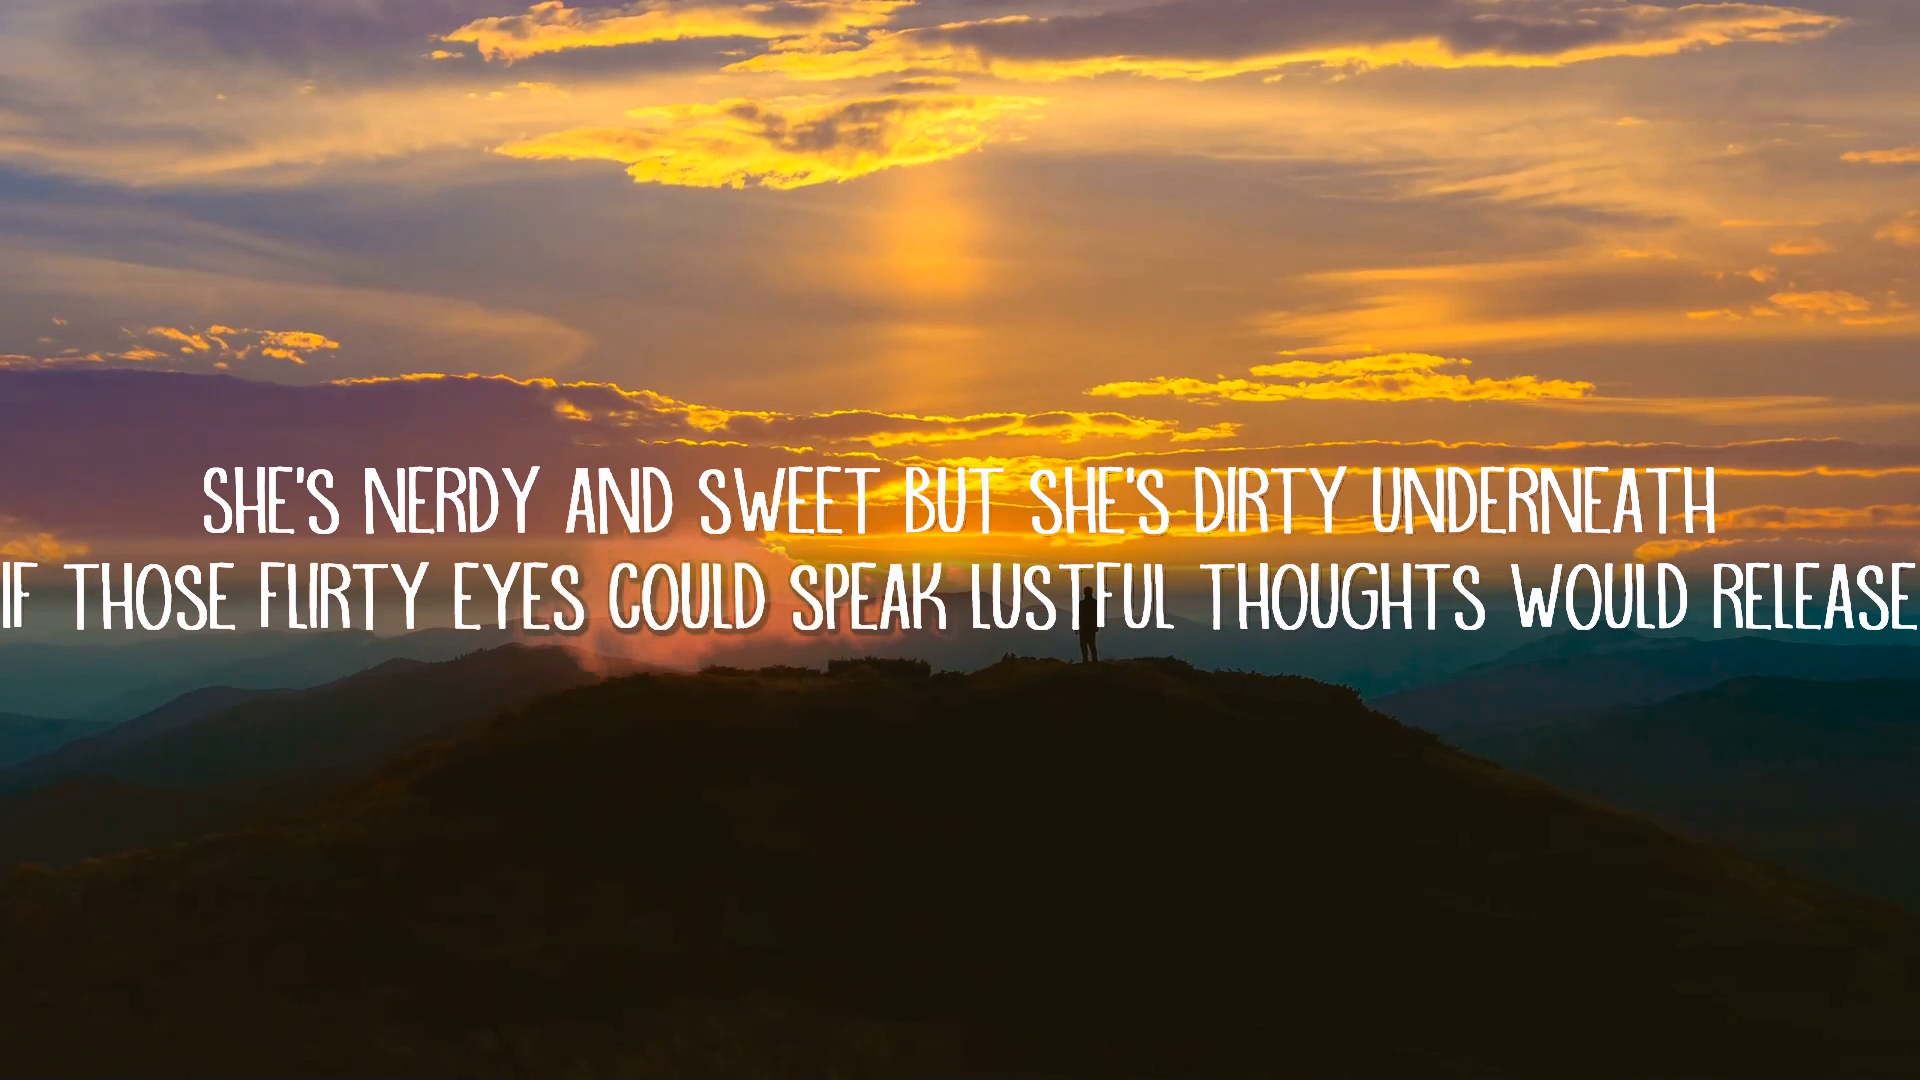 SHE'S NERDY AND SWEET BUT SHE'S DIRTY UNDERNEATH
IF THOSE FLIRTY EYES COULD SPEAK LUSTFUL THOUGHTS WOULD RELEASE